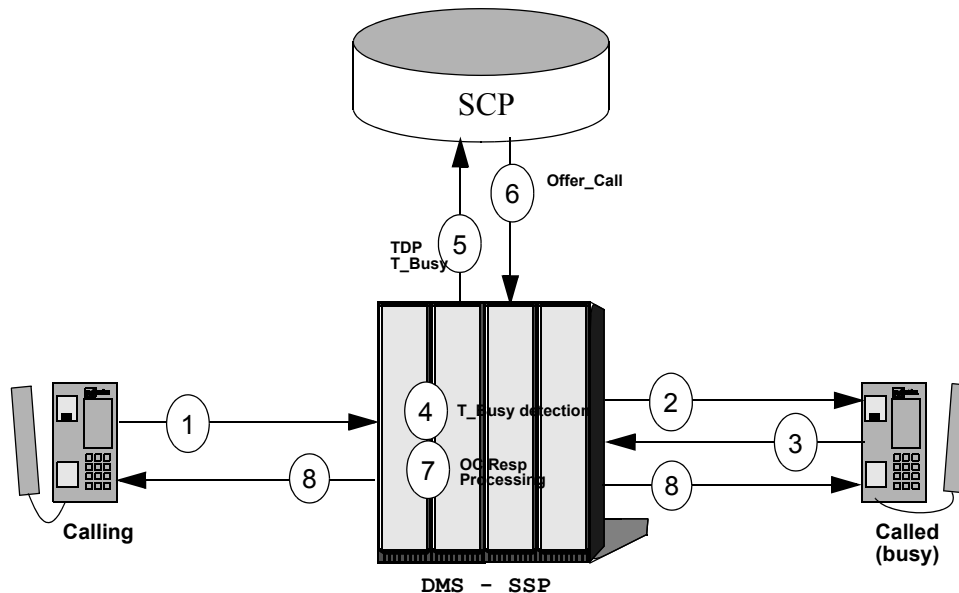 SCP
6
Offer_Call
5
TDP
T_Busy
4
T_Busy detection
2
1
3
7
OC Resp
Processing
8
8
Calling
Called
(busy)
DMS - SSP